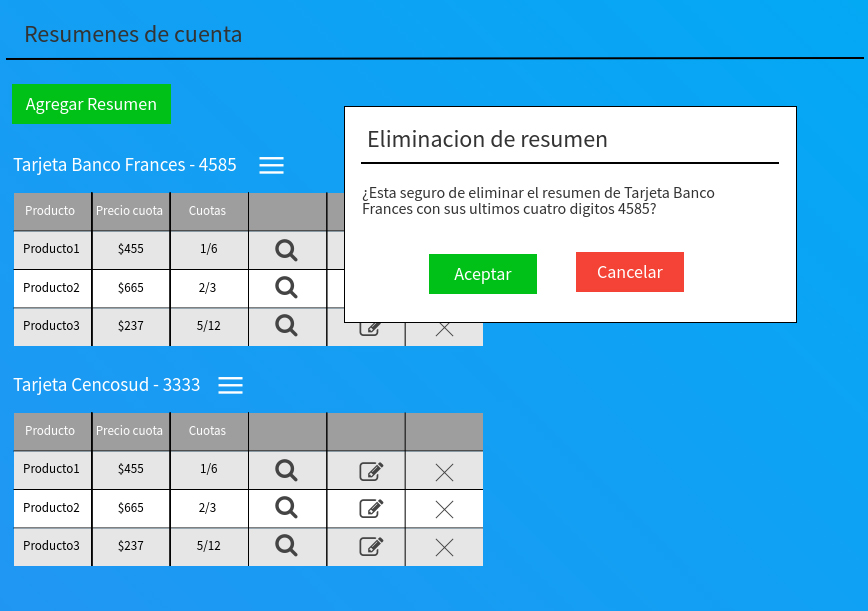 Resumenes de cuenta
Agregar Resumen
Tarjeta Banco Frances - 4585
Producto Precio cuota Cuotas
Producto1 $455 1/6
Producto2 $665 2/3
Producto3 $237 5/12
Eliminacion de resumen
¿Esta seguro de eliminar el resumen de Tarjeta Banco
Frances con sus ultimos cuatro digitos 4585?
Aceptar Cancelar
Tarjeta Cencosud - 3333
Producto Precio cuota Cuotas
Producto1 $455 1/6
Producto2 $665 2/3
Producto3 $237 5/12